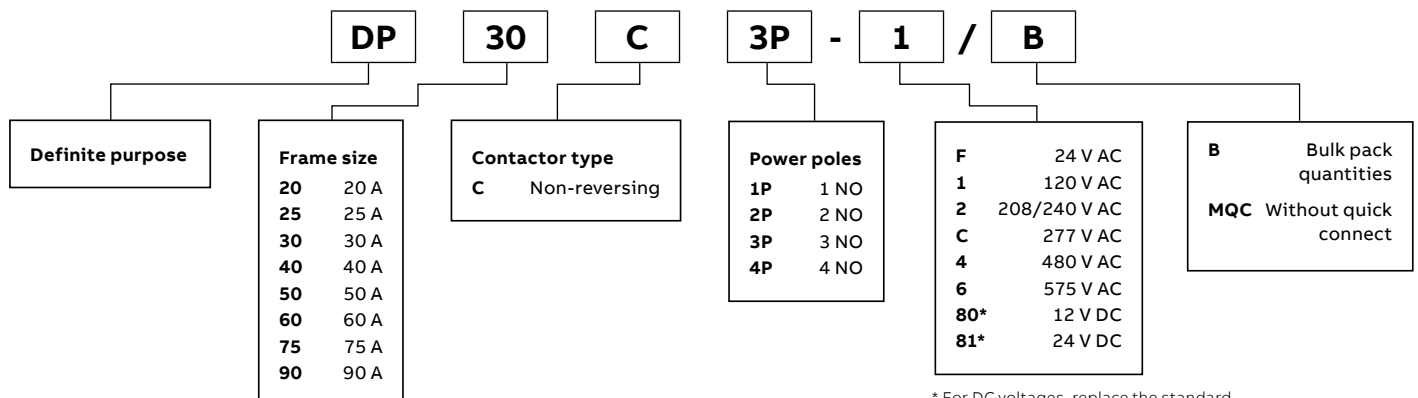 DP 30 C 3P - 1 / B
Definite purpose
Frame size
20 20 A
25 25 A
30 30 A
40 40 A
50 50 A
60 60 A
75 75 A
90 90 A
Contactor type
C Non-reversing
Power poles
1P 1 NO
2P 2 NO
3P 3 NO
4P 4 NO
F 24 V AC
1 120 V AC
2 208/240 V AC
C 277 V AC
4 480 V AC
6 575 V AC
80* 12 V DC
81* 24 V DC
B Bulk pack
quantities
MQC Without quick
connect
* For DC voltages, replace the standard